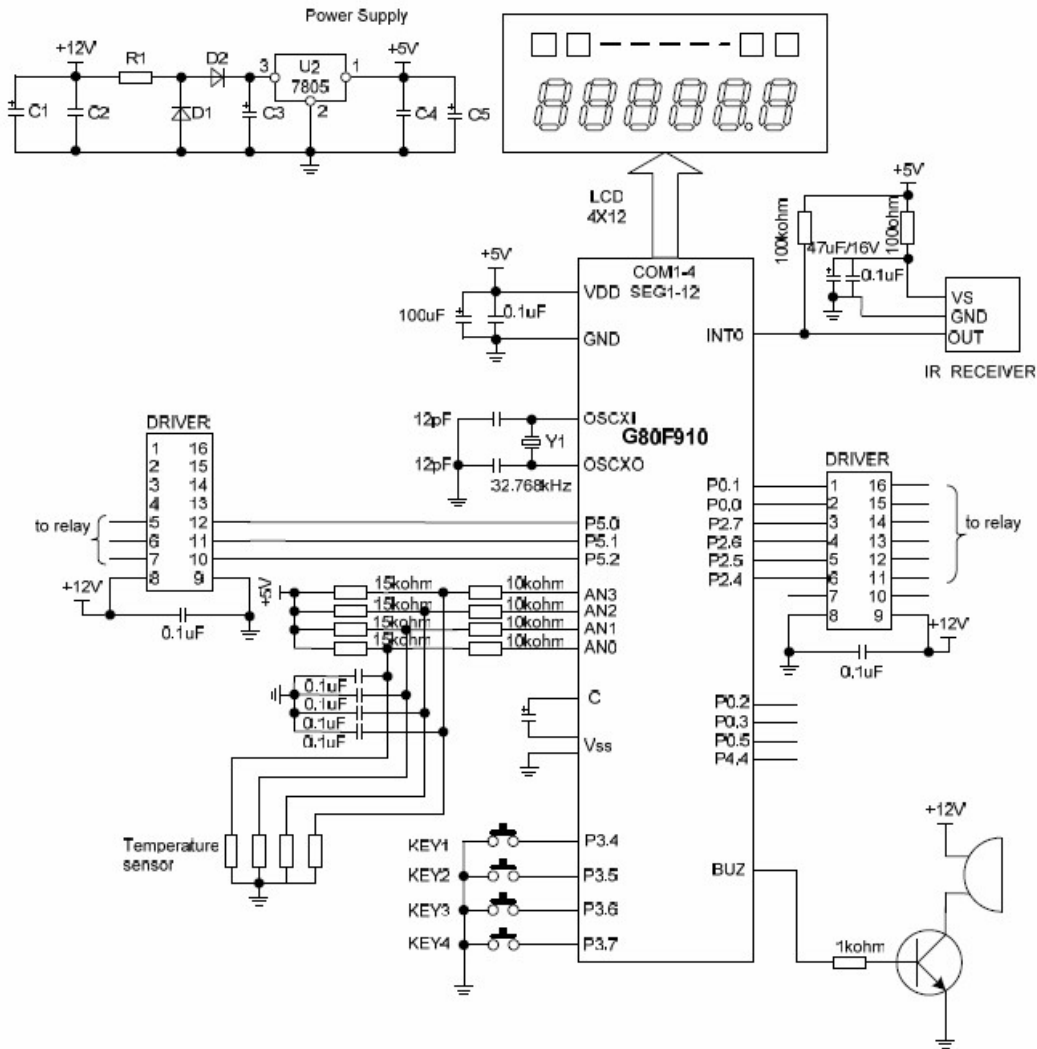 Power Supply
+12V
R1
D2
3
U2
7805
1
+5V
C1
C2
D1
C3
2
C4
C5
LCD
4X12
+5V
100kohm
100ohm
47uF/16V
0.1uF
VS
GND
OUT
IR RECEIVER
+5V
100uF
0.1uF
VDD
GND
COM1-4
SEG1-12
INT0
G80F910
12pF
12pF
Y1
32.768kHz
OSCXI
OSCXO
DRIVER
1 16
2 15
3 14
4 13
5 12
6 11
7 10
8 9
to relay
+12V
0.1uF
P5.0
P5.1
P5.2
P0.1
P0.0
P2.7
P2.6
P2.5
P2.4
DRIVER
1 16
2 15
3 14
4 13
5 12
6 11
7 10
8 9
to relay
+12V
0.1uF
+5V
15kohm 10kohm AN3
15kohm 10kohm AN2
15kohm 10kohm AN1
15kohm 10kohm AN0
0.1uF
0.1uF
0.1uF
0.1uF
C
Vss
P0.2
P0.3
P0.5
P4.4
Temperature
sensor
KEY1 P3.4
KEY2 P3.5
KEY3 P3.6
KEY4 P3.7
BUZ
1kohm
+12V